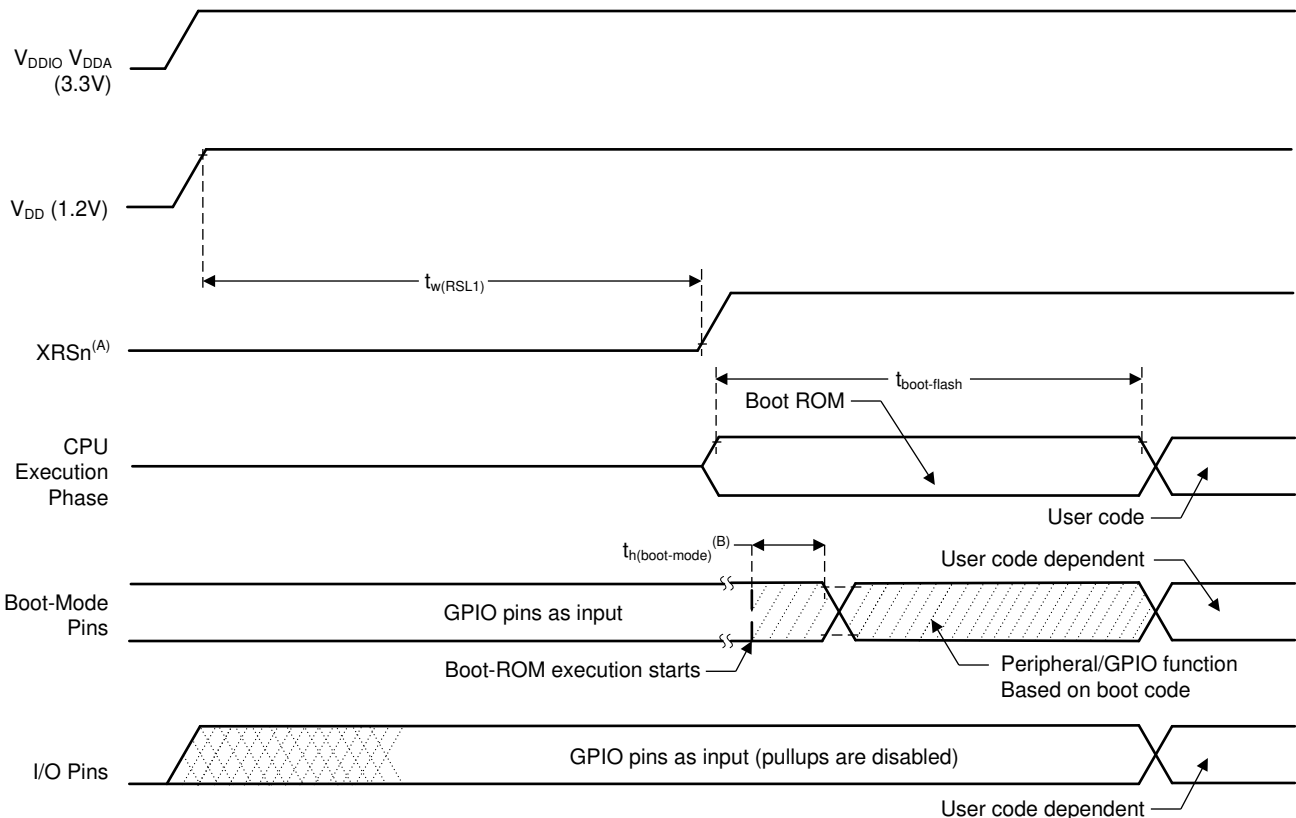 VDDIO VDDA
(3.3V)
VDD (1.2V)
tw(RSL1)
XRSn(A)
tboot-flash
Boot ROM
CPU
Execution
Phase
User code
th(boot-mode)(B)
User code dependent
Boot-Mode
Pins
GPIO pins as input
Boot-ROM execution starts
Peripheral/GPIO function
Based on boot code
I/O Pins
GPIO pins as input (pullups are disabled)
User code dependent